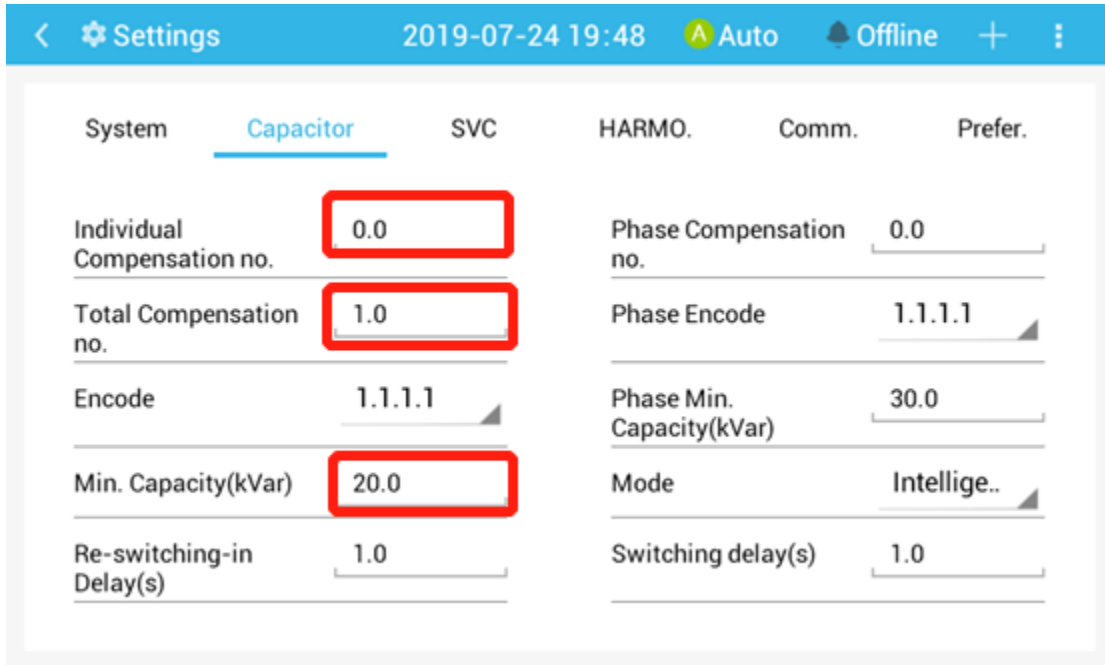 Settings 2019-07-24 19:48 A Auto Offline
System Capacitor SVC HARMO. Comm. Prefer.
Individual Compensation no. 0.0 Phase Compensation no. 0.0
Total Compensation no. 1.0 Phase Encode 1.1.1.1
Encode 1.1.1.1 Phase Min. Capacity(kVar) 30.0
Min. Capacity(kVar) 20.0 Mode Intellige..
Re-switching-in Delay(s) 1.0 Switching delay(s) 1.0